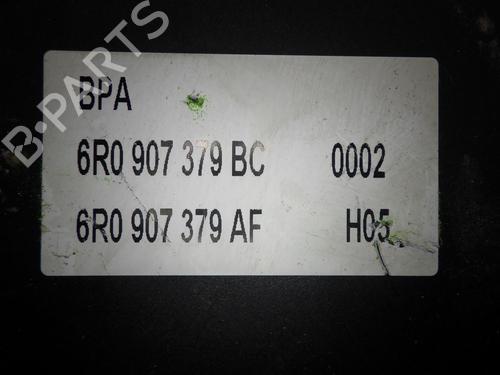 B-PARTS
BPA
6R0 907 379 BC 0002
6R0 907 379 AF H05